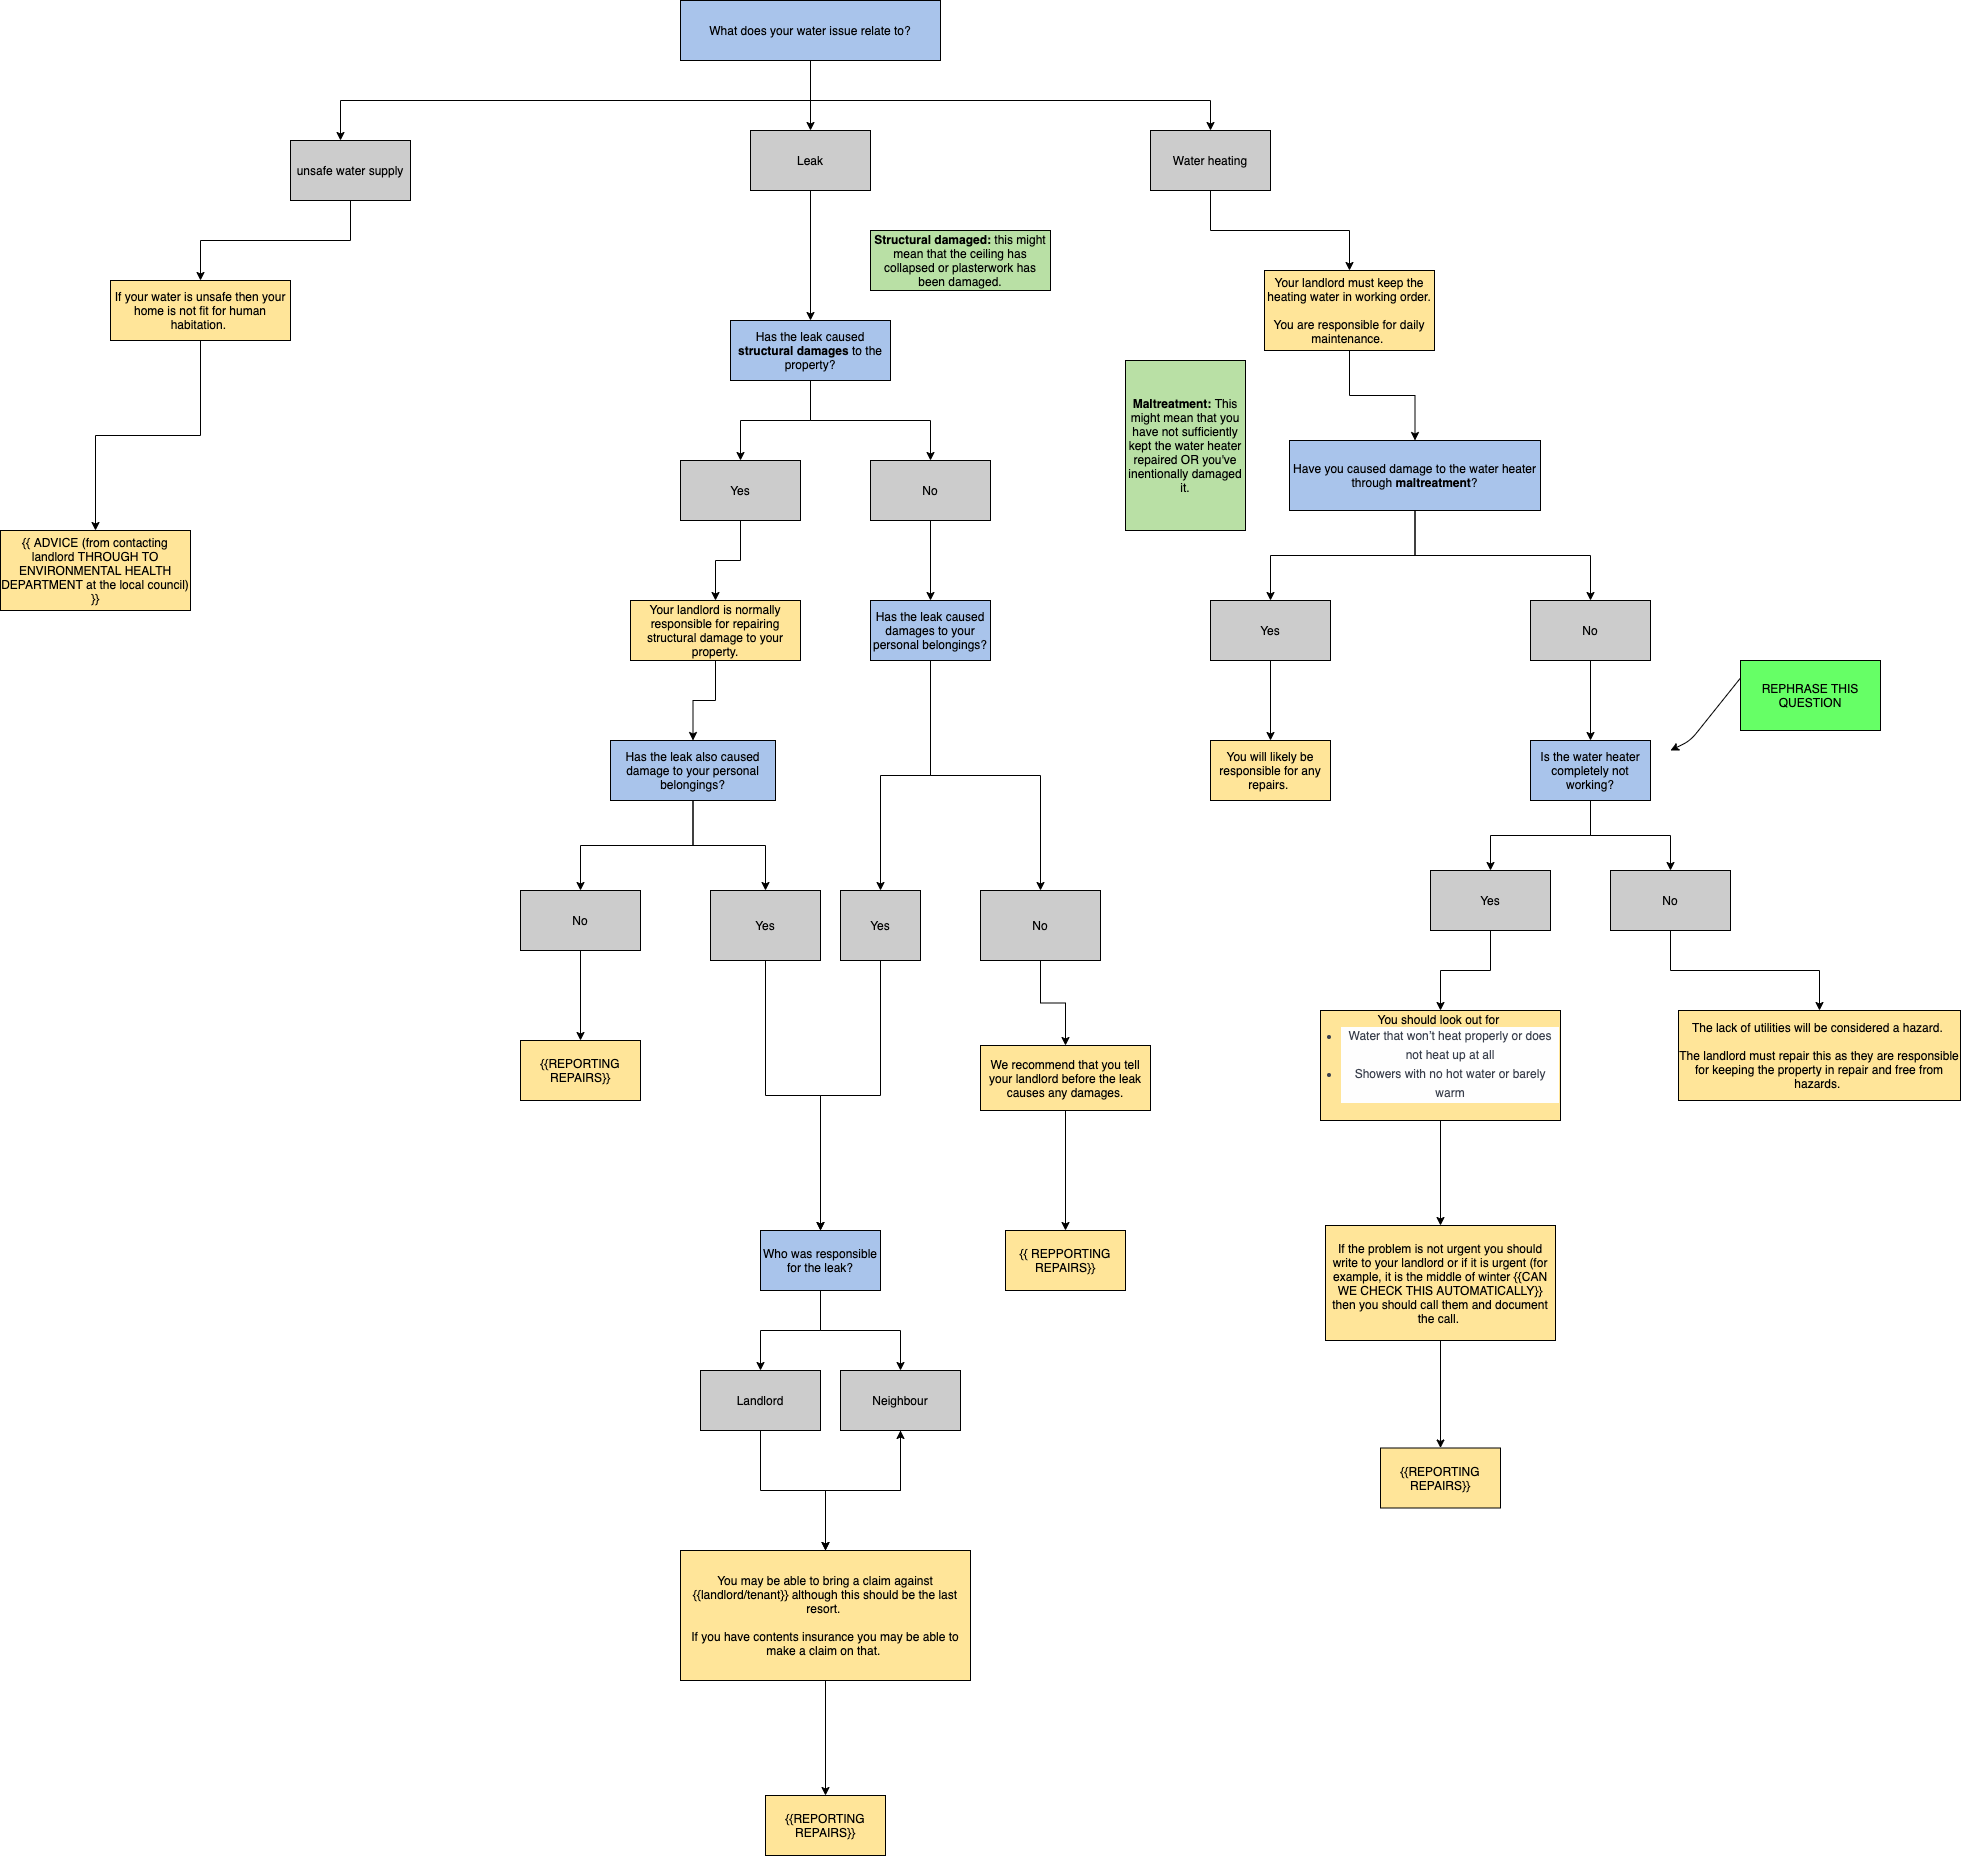 What does your water issue relate to?
unsafe water supply
Leak
Water heating
Structural damaged: this might
mean that the ceiling has
collapsed or plasterwork has
been damaged.
If your water is unsafe then your
home is not fit for human
habitation.
Your landlord must keep the
heating water in working order.
You are responsible for daily
maintenance.
Has the leak caused
structural damages to the
property?
Maltreatment: This
might mean that you
have not sufficiently
kept the water heater
repaired OR you've
inentionally damaged
it.
Have you caused damage to the water heater
through maltreatment?
Yes
No
{{ ADVICE (from contacting
landlord THROUGH TO
ENVIRONMENTAL HEALTH
DEPARTMENT at the local council)
}}
Your landlord is normally
responsible for repairing
structural damage to your
property.
Has the leak caused
damages to your
personal belongings?
Yes
No
REPHRASE THIS
QUESTION
Has the leak also caused
damage to your personal
belongings?
You will likely be
responsible for any
repairs.
Is the water heater
completely not
working?
No
Yes
Yes
No
Yes
No
{{REPORTING
REPAIRS}}
We recommend that you tell
your landlord before the leak
causes any damages.
You should look out for
• Water that won't heat properly or does
not heat up at all
• Showers with no hot water or barely
warm
The lack of utilities will be considered a hazard.
The landlord must repair this as they are responsible
for keeping the property in repair and free from
hazards.
Who was responsible
for the leak?
{{ REPPORTING
REPAIRS}}
If the problem is not urgent you should
write to your landlord or if it is urgent (for
example, it is the middle of winter {{CAN
WE CHECK THIS AUTOMATICALLY}}
then you should call them and document
the call.
Landlord
Neighbour
{{REPORTING
REPAIRS}}
You may be able to bring a claim against
{{landlord/tenant}} although this should be the last
resort.
If you have contents insurance you may be able to
make a claim on that.
{{REPORTING
REPAIRS}}